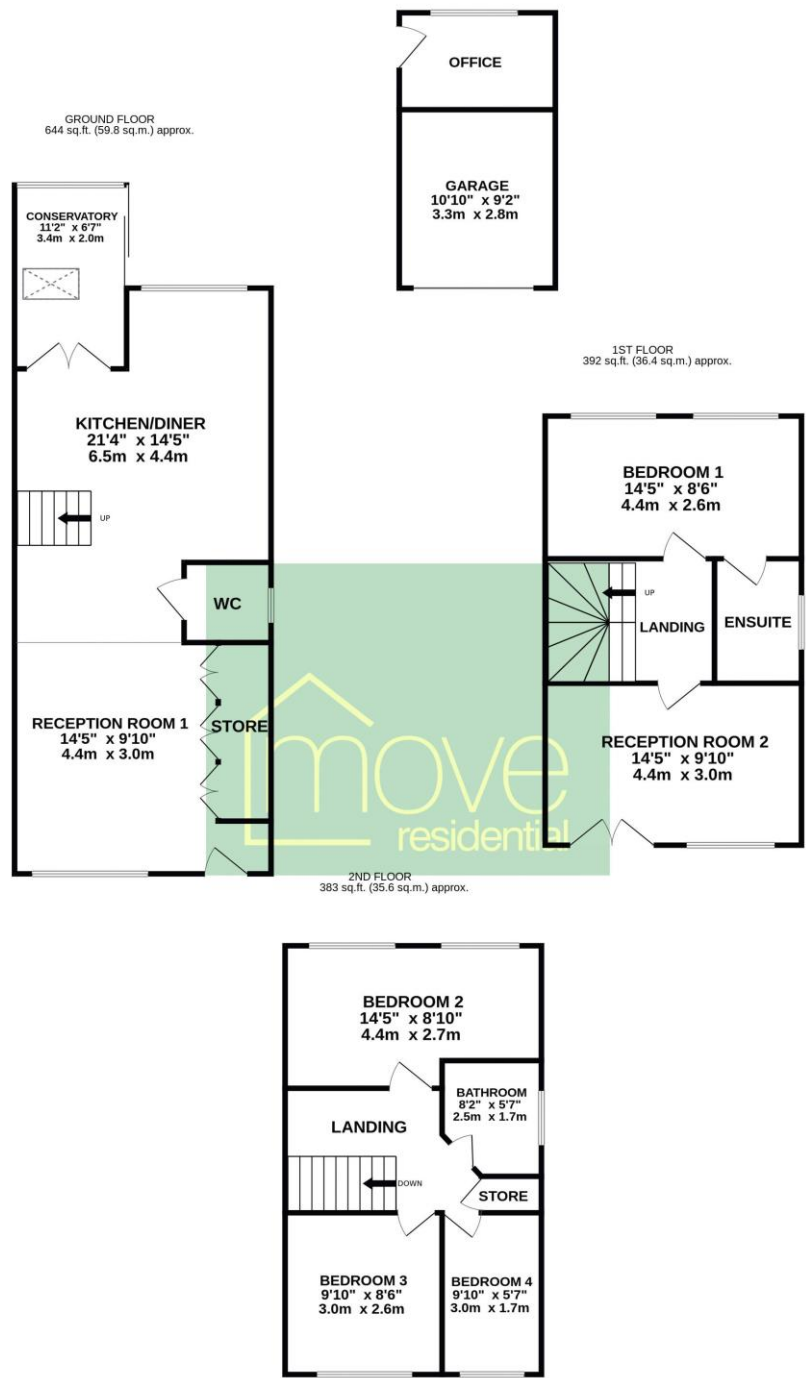 OFFICE
GARAGE
10'10" x 9'2"
3.3m x 2.8m
GROUND FLOOR
644 sq.ft. (59.8 sq.m.) approx.
CONSERVATORY
11'2" x 6'7"
3.4m x 2.0m
KITCHEN/DINER
21'4" x 14'5"
6.5m x 4.4m
UP
WC
RECEPTION ROOM 1
14'5" x 9'10"
4.4m x 3.0m
STORE
move
residential
1ST FLOOR
392 sq.ft. (36.4 sq.m.) approx.
BEDROOM 1
14'5" x 8'6"
4.4m x 2.6m
UP
LANDING
ENSUITE
RECEPTION ROOM 2
14'5" x 9'10"
4.4m x 3.0m
2ND FLOOR
383 sq.ft. (35.6 sq.m.) approx.
BEDROOM 2
14'5" x 8'10"
4.4m x 2.7m
BATHROOM
8'2" x 5'7"
2.5m x 1.7m
LANDING
DOWN
STORE
BEDROOM 3
9'10" x 8'6"
3.0m x 2.6m
BEDROOM 4
9'10" x 5'7"
3.0m x 1.7m